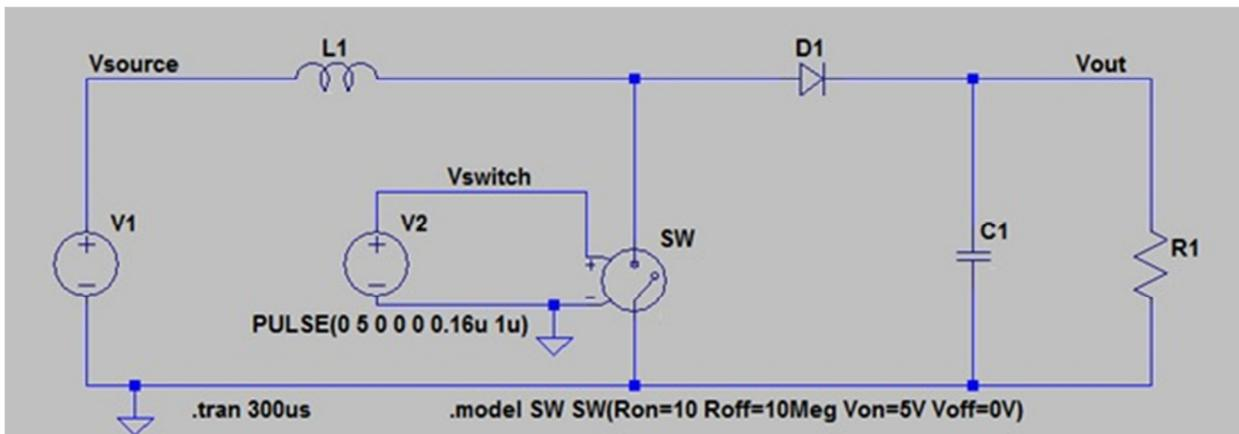 L1
D1
Vsource
Vout
Vswitch
V1
V2
SW
C1
R1
PULSE(0 5 0 0 0 0.16u 1u)
.tran 300us
.model SW SW(Ron=10 Roff=10Meg Von=5V Voff=0V)